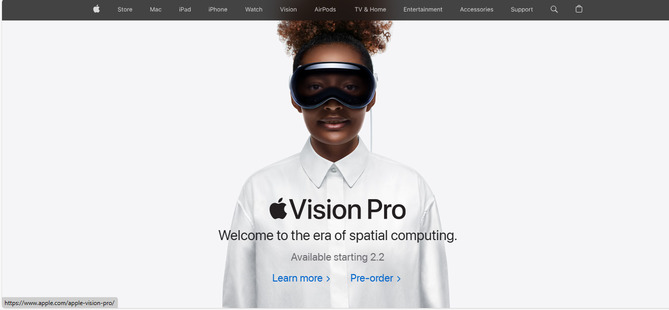 Store Mac iPad iPhone Watch Vision AirPods TV & Home Entertainment Accessories Support
Vision Pro
Welcome to the era of spatial computing.
Available starting 2.2
Learn more > Pre-order >
https://www.apple.com/apple-vision-pro/